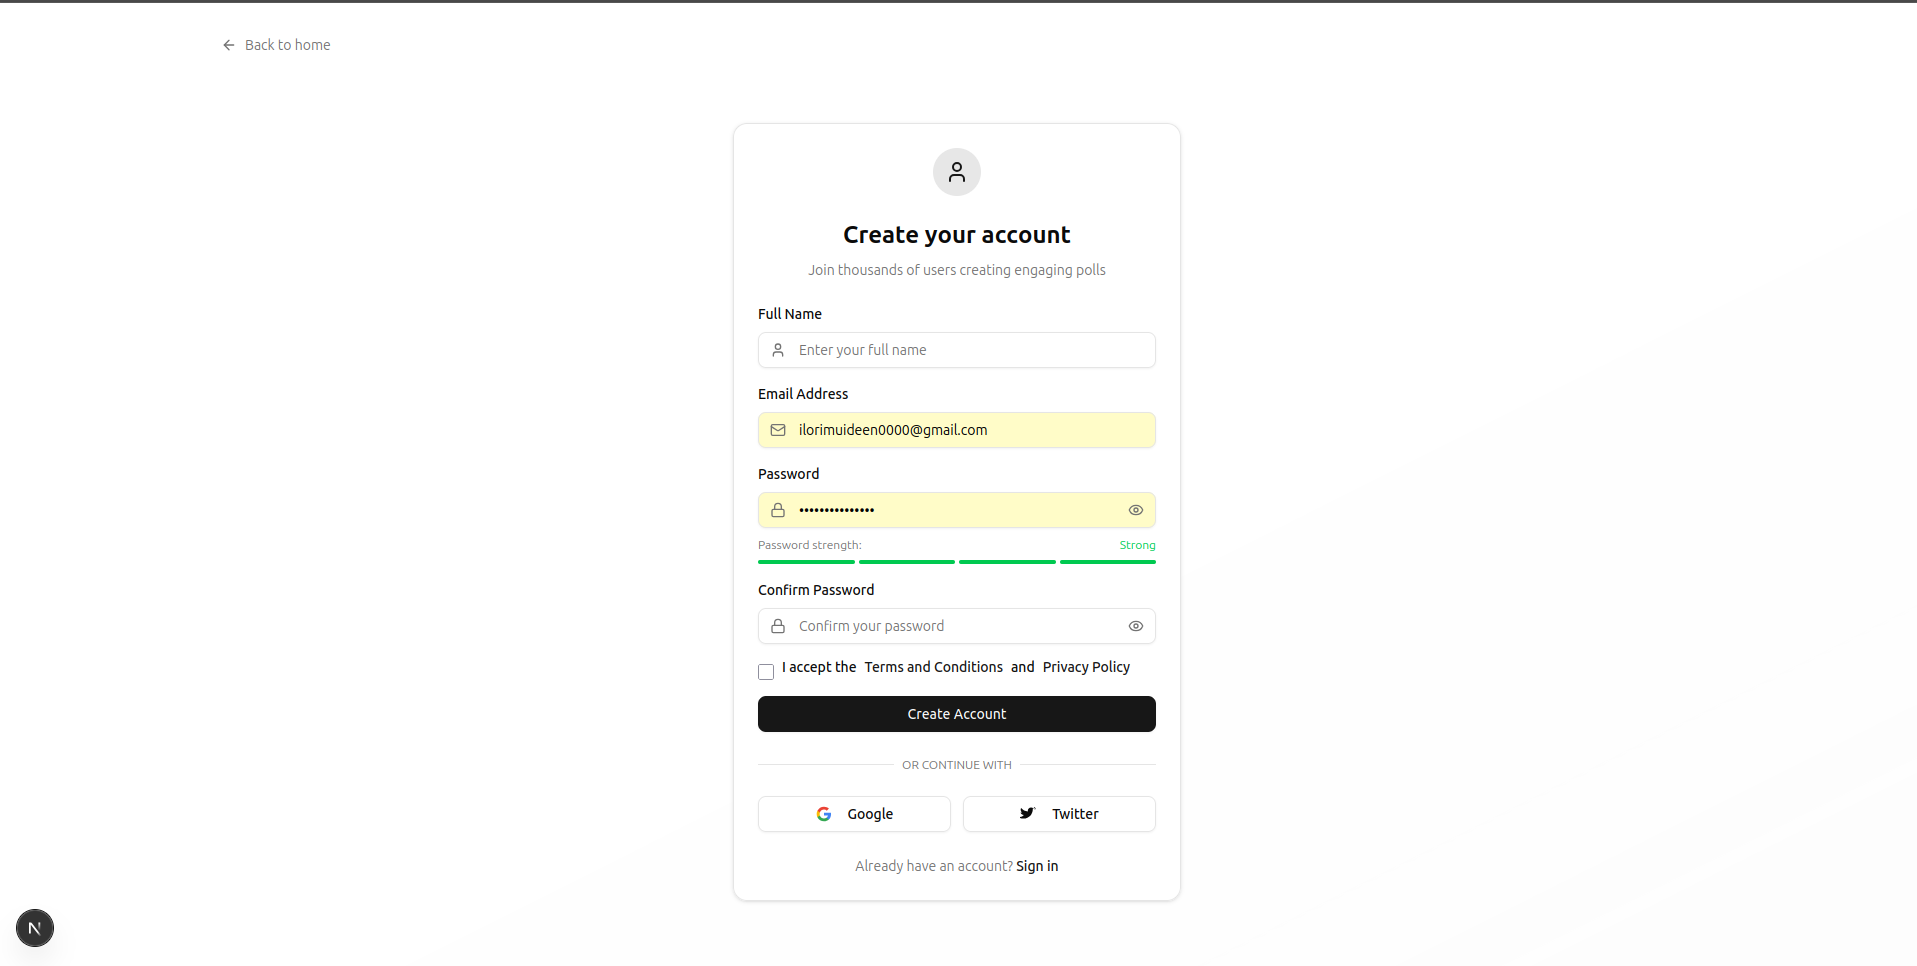 Back to home
Create your account
Join thousands of users creating engaging polls
Full Name
Enter your full name
Email Address
ilorimuideen0000@gmail.com
Password
•••••••••••••••
Password strength: Strong
Confirm Password
Confirm your password
I accept the Terms and Conditions and Privacy Policy
Create Account
OR CONTINUE WITH
Google Twitter
Already have an account? Sign in
N